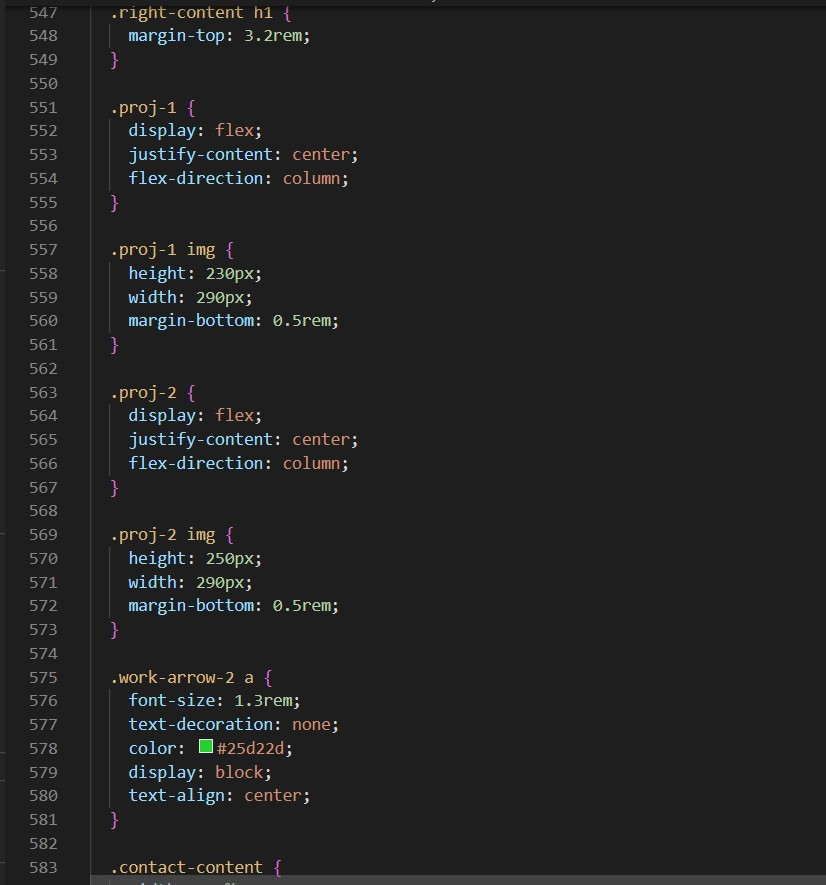 547 .right-content h1 {
548 margin-top: 3.2rem;
549 }
550
551 .proj-1 {
552 display: flex;
553 justify-content: center;
554 flex-direction: column;
555 }
556
557 .proj-1 img {
558 height: 230px;
559 width: 290px;
560 margin-bottom: 0.5rem;
561 }
562
563 .proj-2 {
564 display: flex;
565 justify-content: center;
566 flex-direction: column;
567 }
568
569 .proj-2 img {
570 height: 250px;
571 width: 290px;
572 margin-bottom: 0.5rem;
573 }
574
575 .work-arrow-2 a {
576 font-size: 1.3rem;
577 text-decoration: none;
578 color: #25d22d;
579 display: block;
580 text-align: center;
581 }
582
583 .contact-content {